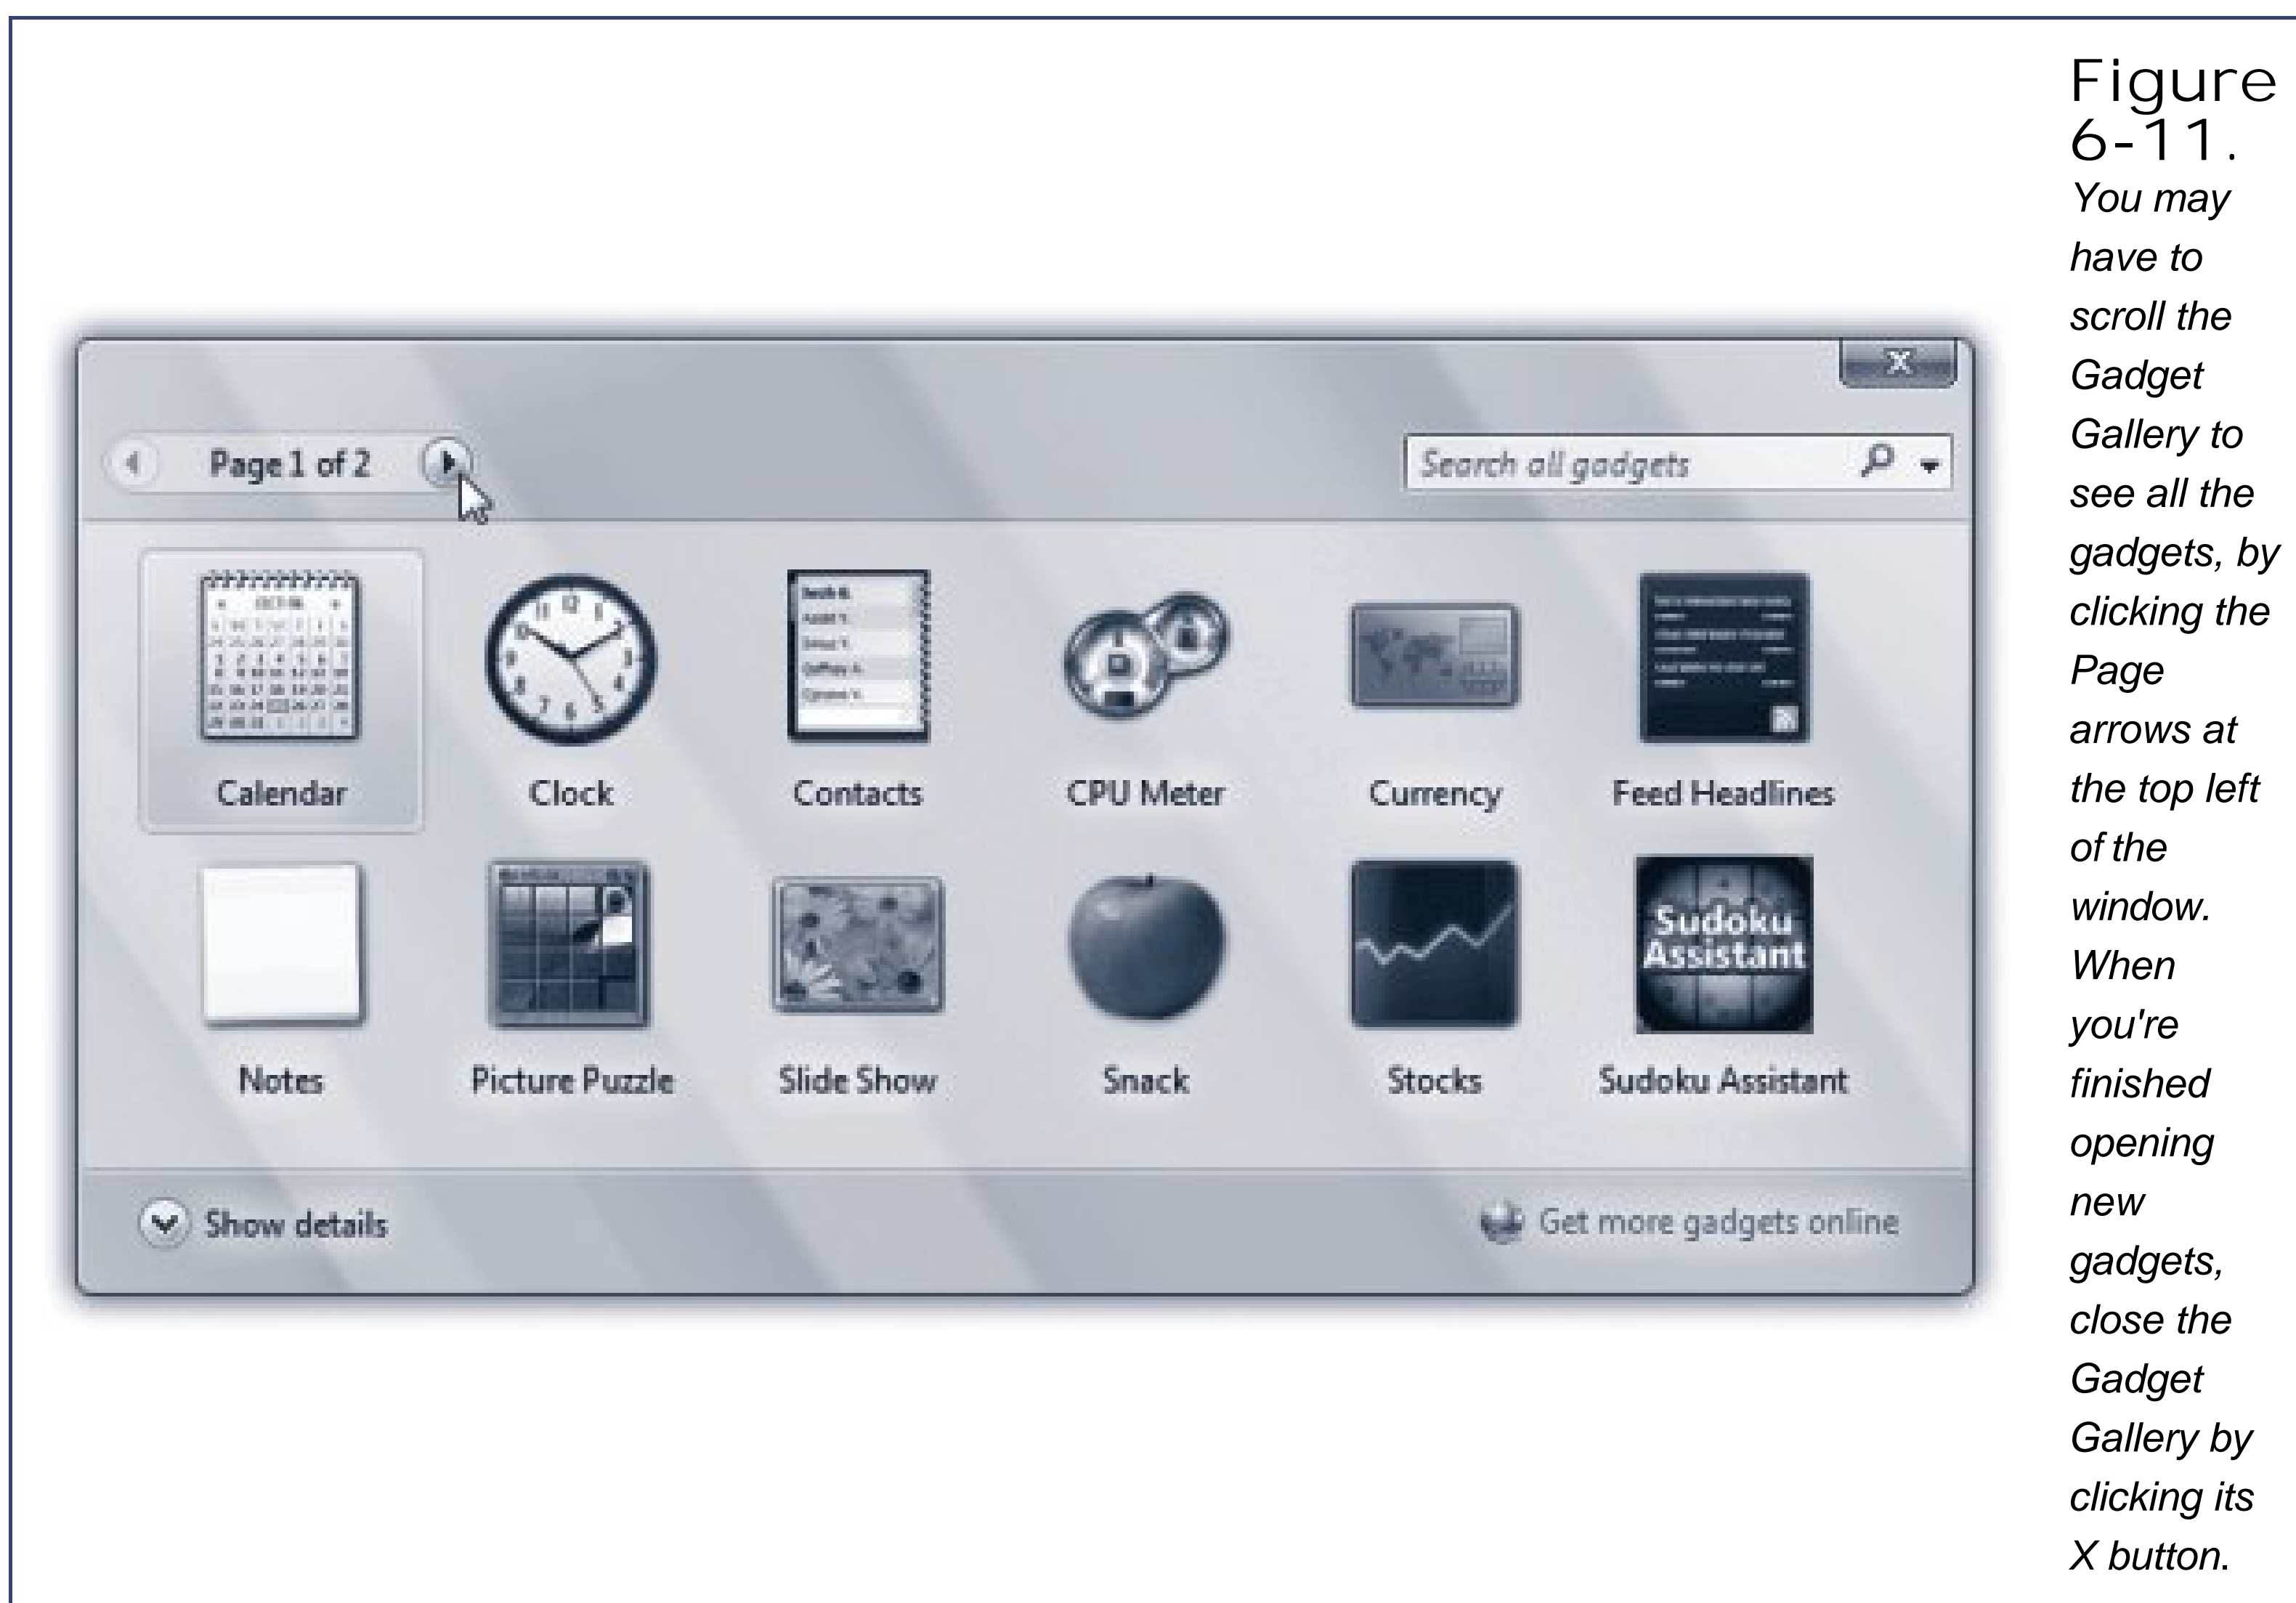 Figure
6-11.
You may
have to
scroll the
Gadget
Gallery to
see all the
gadgets, by
clicking the
Page
arrows at
the top left
of the
window.
When
you're
finished
opening
new
gadgets,
close the
Gadget
Gallery by
clicking its
X button.
X
Page 1 of 2
Search all gadgets
12
Calendar
Clock
Contacts
CPU Meter
Currency
Feed Headlines
Sudoku
Assistant
Notes
Picture Puzzle
Slide Show
Snack
Stocks
Sudoku Assistant
Show details
Get more gadgets online